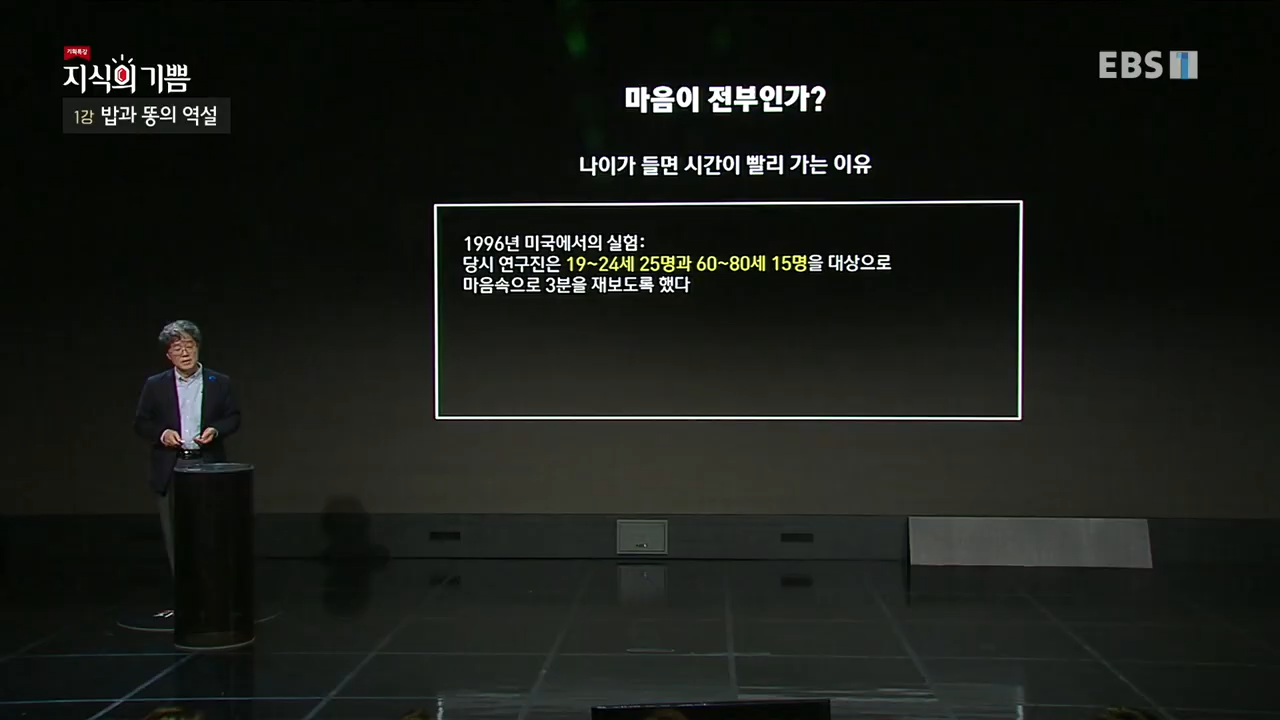 기획특강
지식의 기쁨
1강 밥과 똥의 역설
EBS 1
마음이 전부인가?
나이가 들면 시간이 빨리 가는 이유
1996년 미국에서의 실험:
당시 연구진은 19~24세 25명과 60~80세 15명을 대상으로
마음속으로 3분을 재보도록 했다